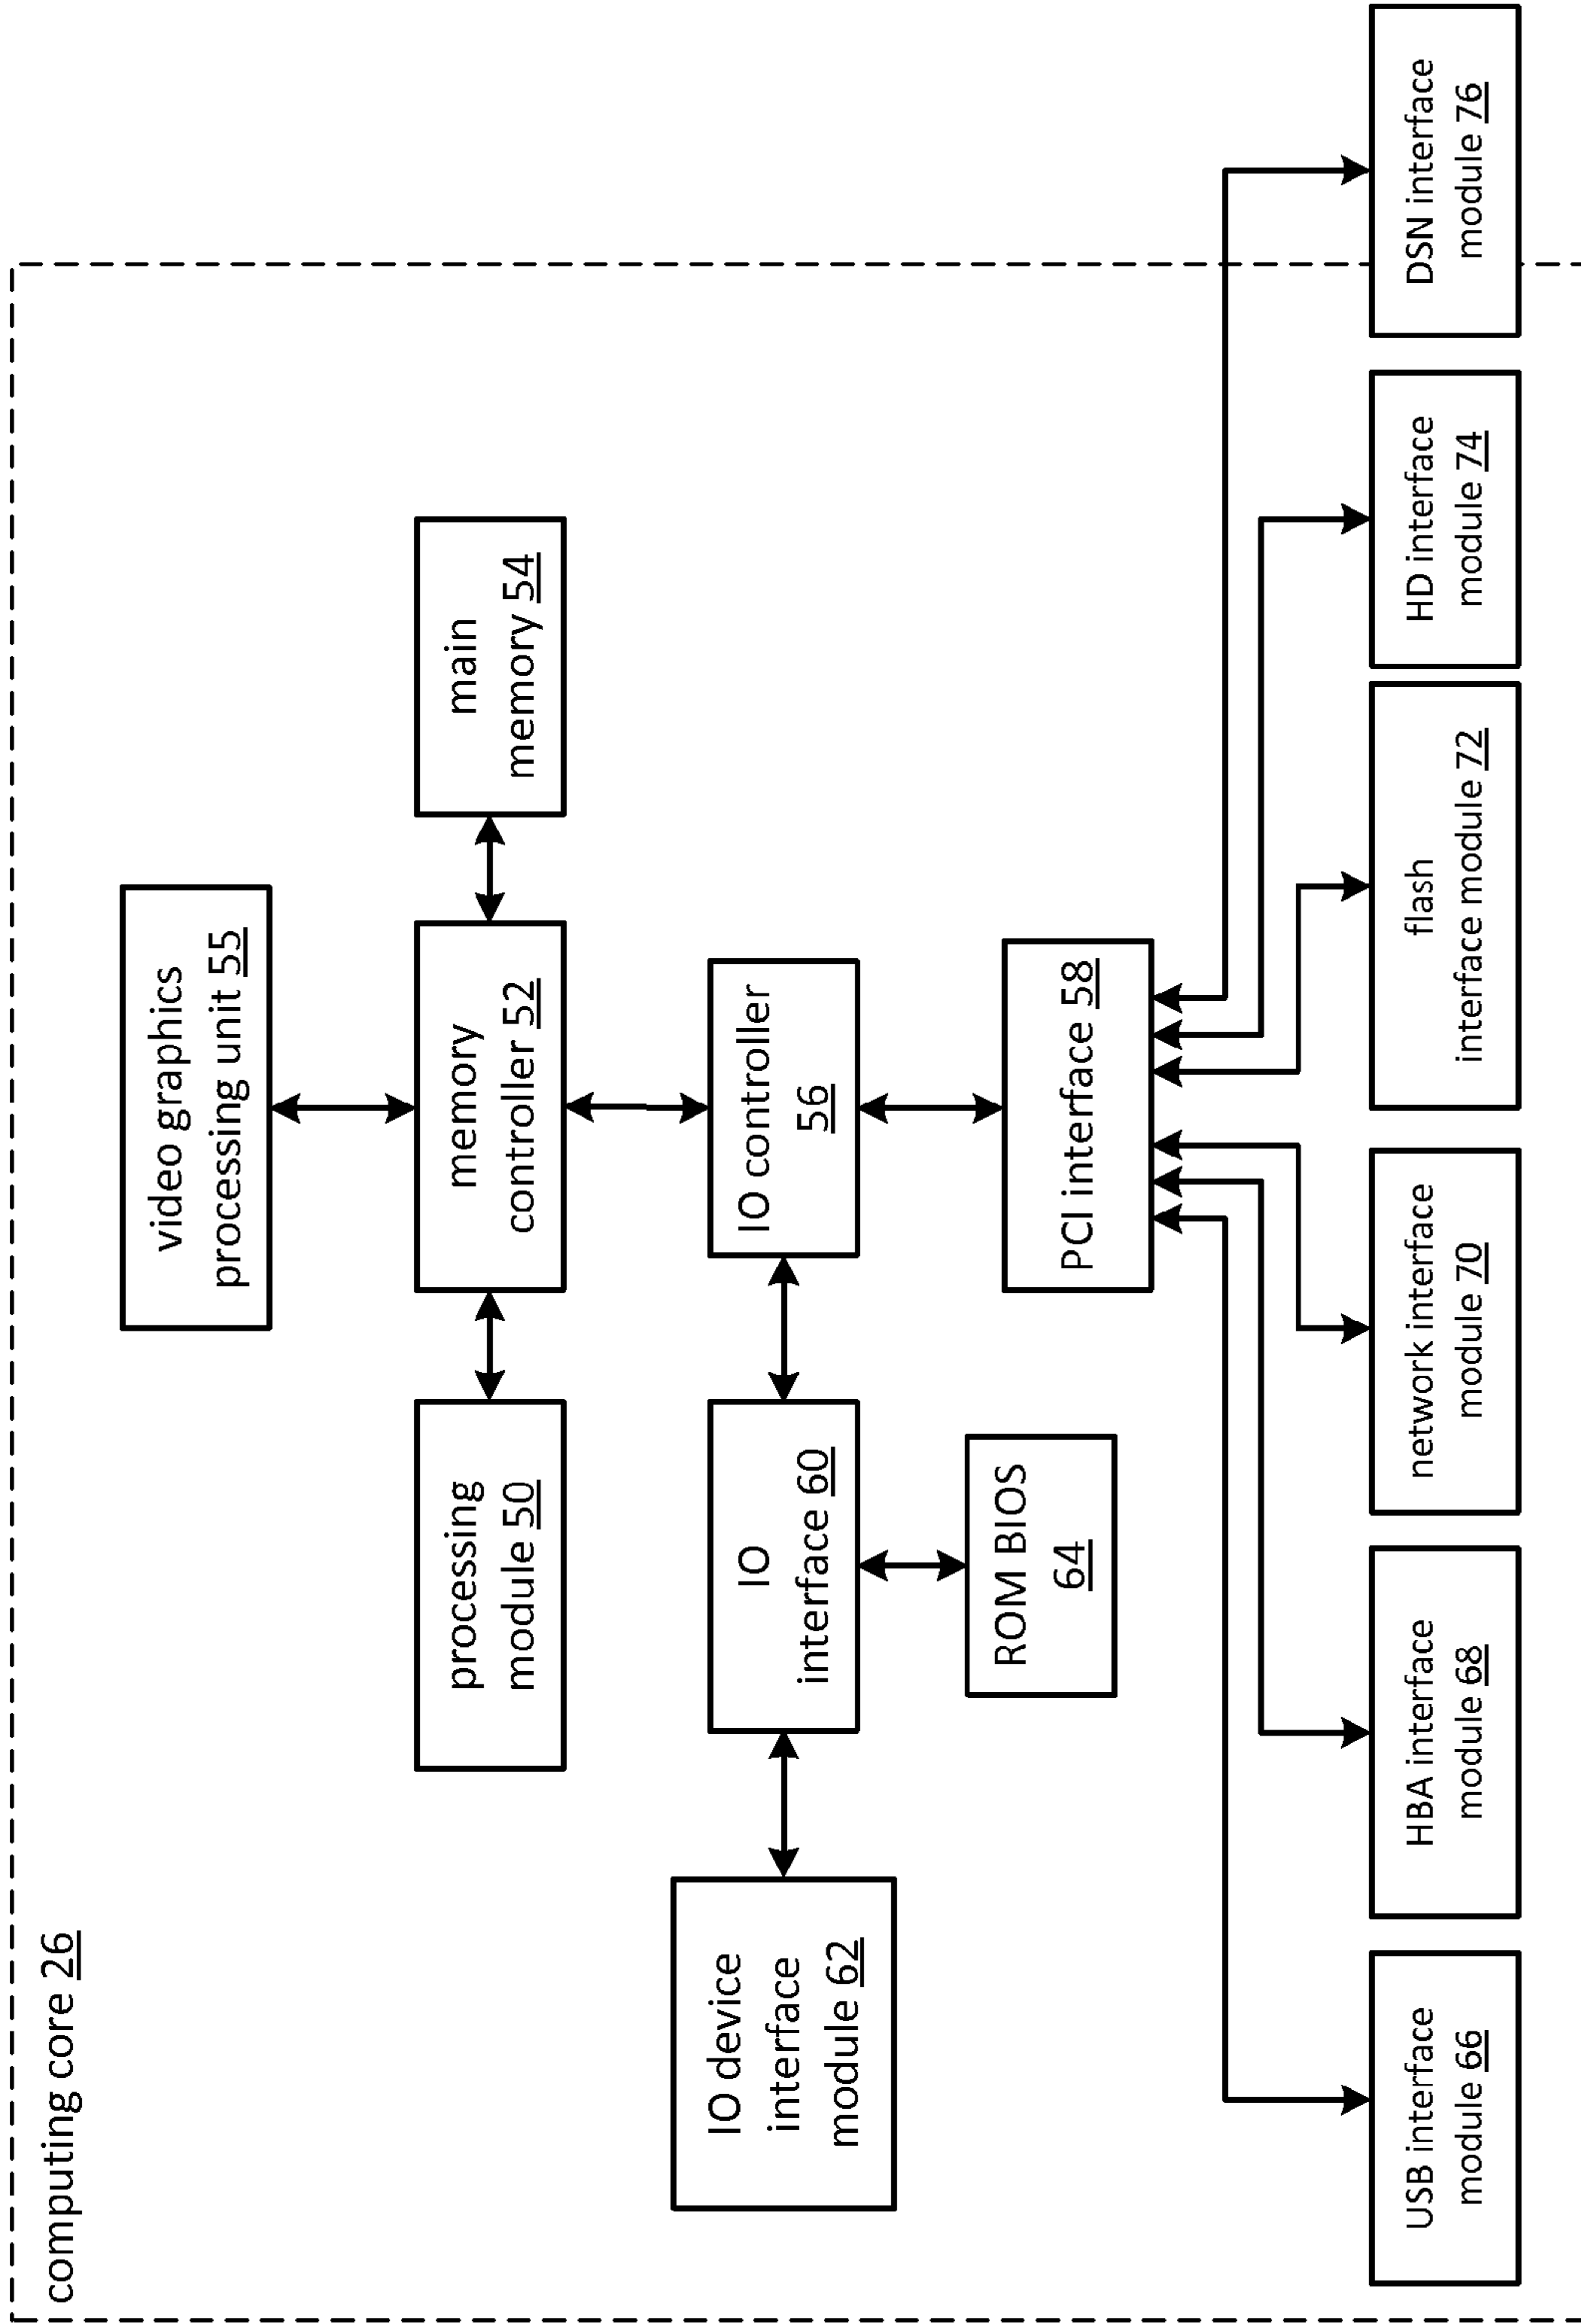 computing core 26
video graphics
processing unit 55
processing
module 50
memory
controller 52
main
memory 54
IO device
interface
module 62
IO
interface 60
IO controller
56
ROM BIOS
64
PCI interface 58
USB interface
module 66
HBA interface
module 68
network interface
module 70
flash
interface module 72
HD interface
module 74
DSN interface
module 76